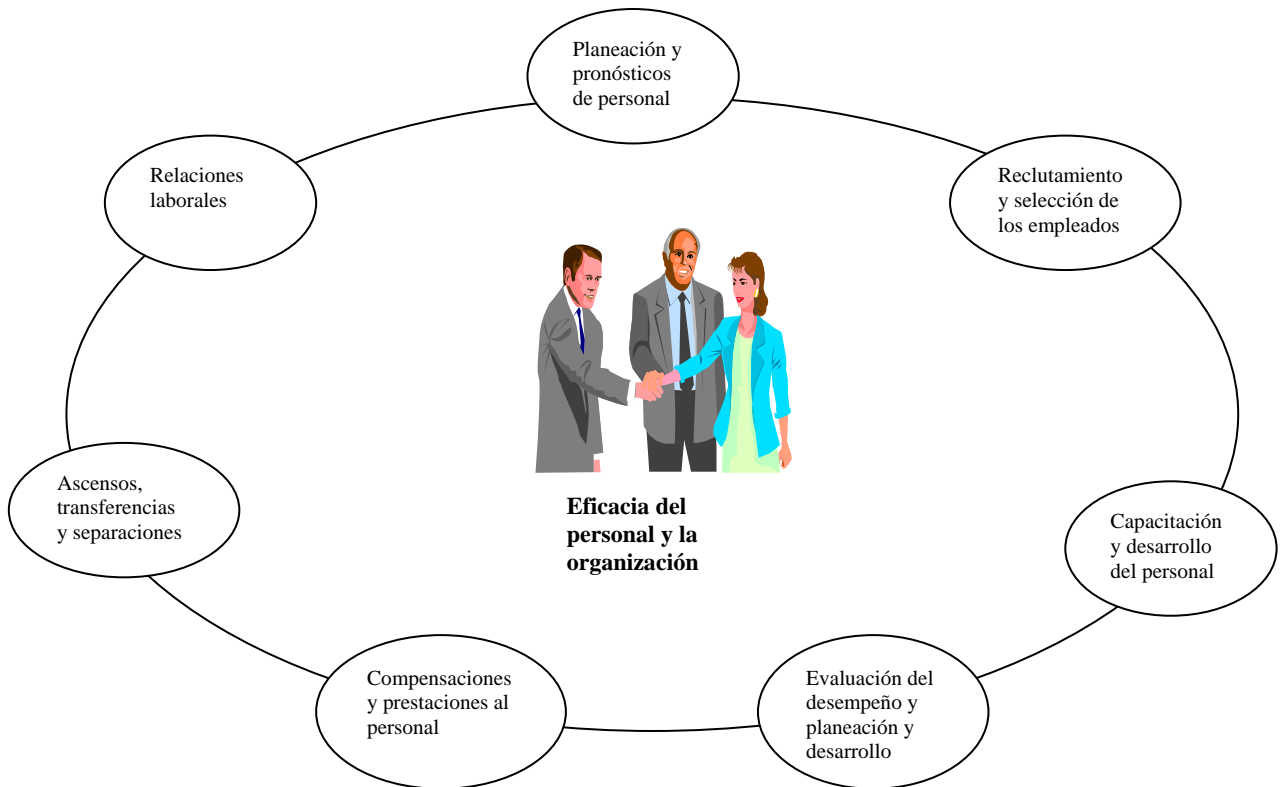 Planeación y
pronósticos
de personal
Relaciones
laborales
Reclutamiento
y selección de
los empleados
Eficacia del
personal y la
organización
Ascensos,
transferencias
y separaciones
Capacitación
y desarrollo
del personal
Compensaciones
y prestaciones al
personal
Evaluación del
desempeño y
planeación y
desarrollo